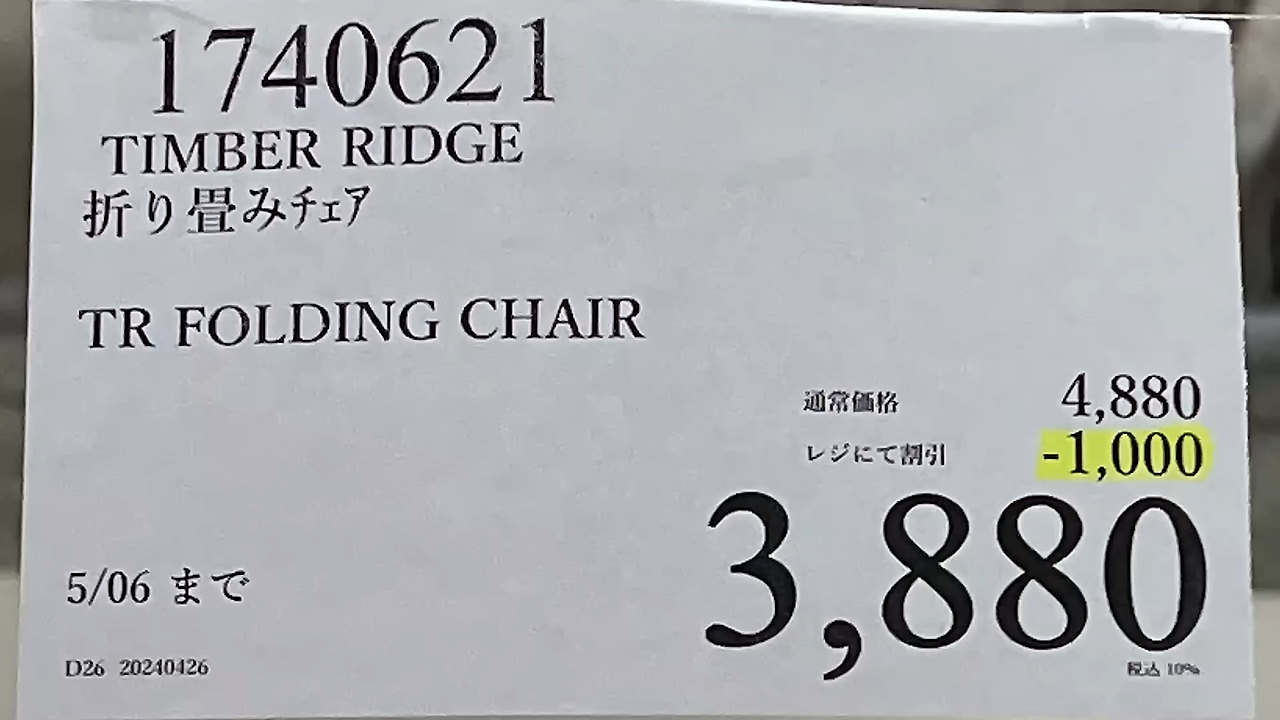 1740621
TIMBER RIDGE
折り畳みﾁｪｱ
TR FOLDING CHAIR
通常価格 4,880
レジにて割引 -1,000
3,880
5/06 まで
税込 10%
D26 20240426